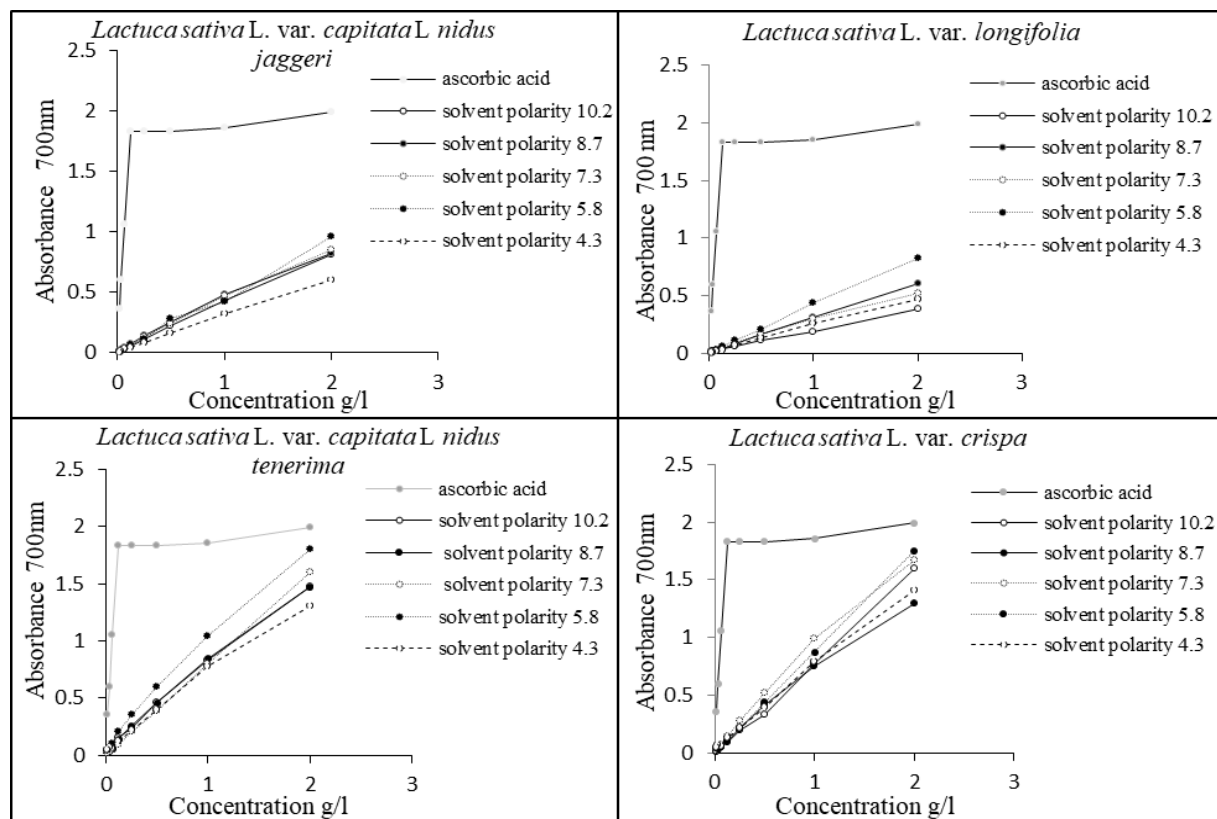 Lactuca sativa L. var. capitata L nidus
jaggeri
2.5
2
1.5
1
0.5
0
Absorbance 700nm
ascorbic acid
solvent polarity 10.2
solvent polarity 8.7
solvent polarity 7.3
solvent polarity 5.8
solvent polarity 4.3
0 1 2 3
Concentration g/l
Lactuca sativa L. var. longifolia
2.5
2
1.5
1
0.5
0
Absorbance 700 nm
ascorbic acid
solvent polarity 10.2
solvent polarity 8.7
solvent polarity 7.3
solvent polarity 5.8
solvent polarity 4.3
0 1 2 3
Concentration g/l
Lactuca sativa L. var. capitata L nidus
tenerima
2.5
2
1.5
1
0.5
0
Absorbance 700nm
ascorbic acid
solvent polarity 10.2
solvent polarity 8.7
solvent polarity 7.3
solvent polarity 5.8
solvent polarity 4.3
0 1 2 3
Concentration g/l
Lactuca sativa L. var. crispa
2.5
2
1.5
1
0.5
0
Absorbance 700nm
ascorbic acid
solvent polarity 10.2
solvent polarity 8.7
solvent polarity 7.3
solvent polarity 5.8
solvent polarity 4.3
0 1 2 3
Concentration g/l